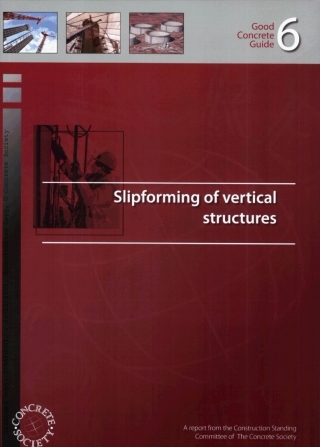 Good
Concrete
Guide
6
Slipforming of vertical
structures
CONCRETE
SOCIETY
A report from the Construction Standing
Committee of The Concrete Society